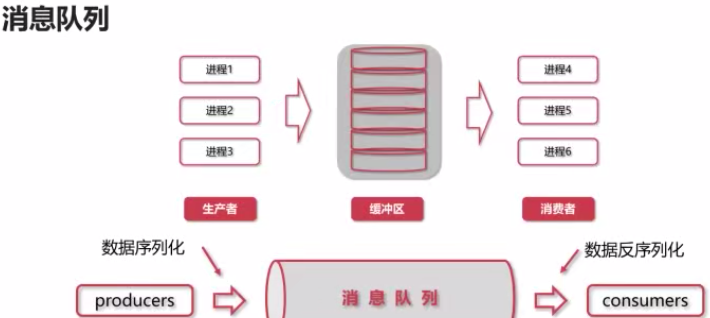 消息队列
进程1
进程4
进程2
进程5
进程3
进程6
生产者
缓冲区
消费者
数据序列化
数据反序列化
producers
消息队列
consumers